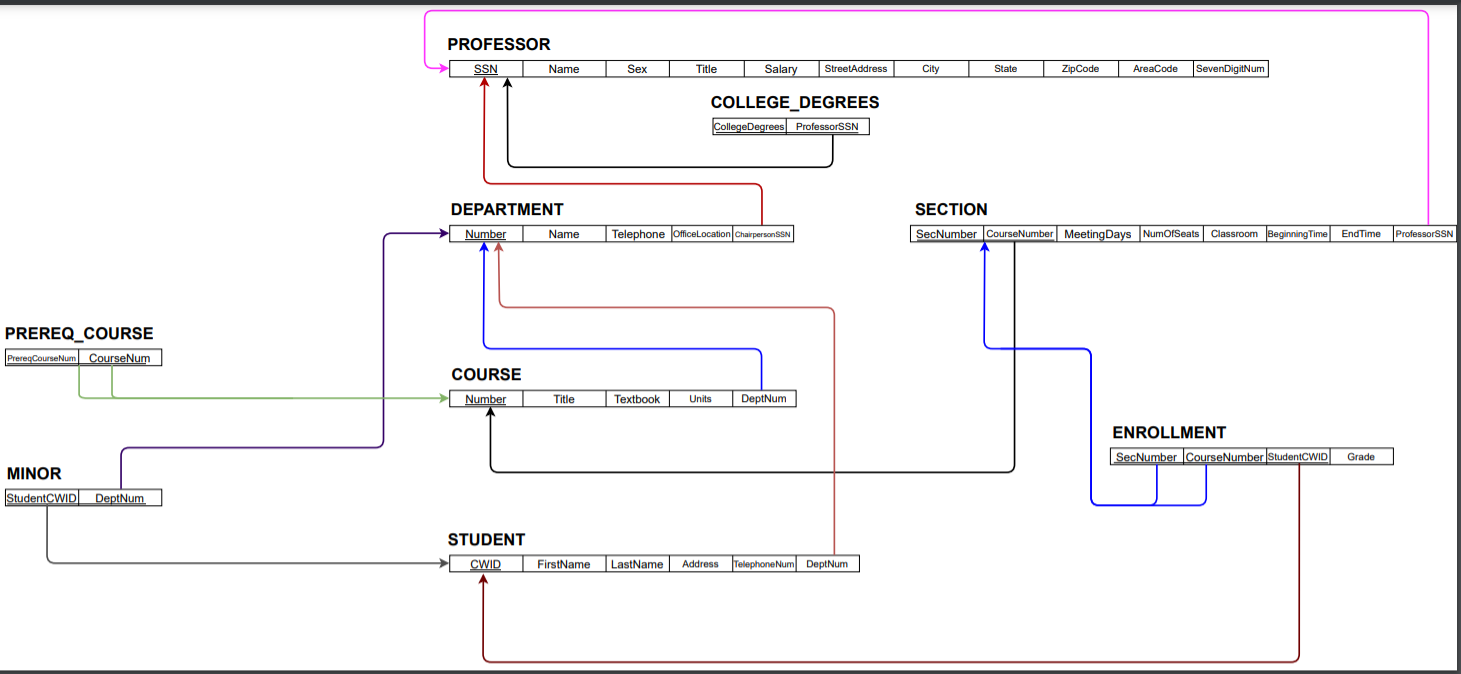 PROFESSOR
SSN Name Sex Title Salary StreetAddress City State ZipCode AreaCode SevenDigitNum
COLLEGE_DEGREES
CollegeDegrees ProfessorSSN
DEPARTMENT
Number Name Telephone OfficeLocation ChairpersonSSN
SECTION
SecNumber CourseNumber MeetingDays NumOfSeats Classroom BeginningTime EndTime ProfessorSSN
PREREQ_COURSE
PrereqCourseNum CourseNum
COURSE
Number Title Textbook Units DeptNum
ENROLLMENT
SecNumber CourseNumber StudentCWID Grade
MINOR
StudentCWID DeptNum
STUDENT
CWID FirstName LastName Address TelephoneNum DeptNum